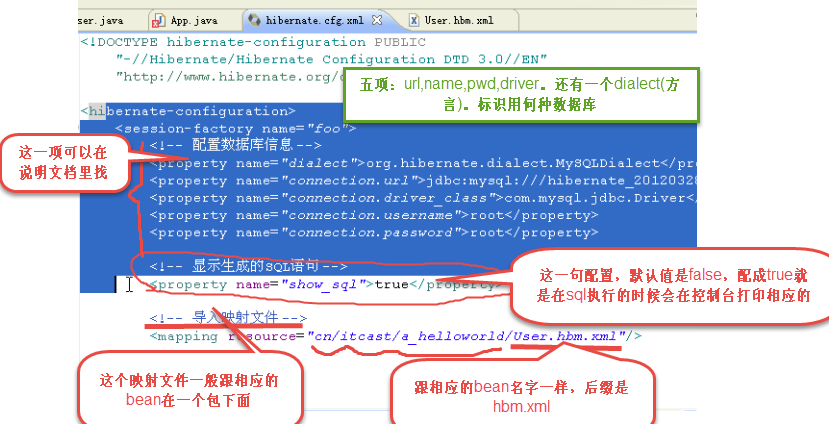 ser.java App.java hibernate.cfg.xml User.hbm.xml
<!DOCTYPE hibernate-configuration PUBLIC
"-//Hibernate/Hibernate Configuration DTD 3.0//EN"
"http://www.hibernate.org/
五项：url,name,pwd,driver。还有一个dialect(方
言)。标识用何种数据库
<hibernate-configuration>
<session-factory name="foo">
<!-- 配置数据库信息 -->
这一项可以在
说明文档里找
<property name="dialect">org.hibernate.dialect.MySQLDialect</pro
<property name="connection.url">jdbc:mysql:///hibernate_20120328
<property name="connection.driver_class">com.mysql.jdbc.Driver</
<property name="connection.username">root</property>
<property name="connection.password">root</property>
<!-- 显示生成的SQL语句 -->
<property name="show_sql">true</property>
这一句配置，默认值是false，配成true就
是在sql执行的时候会在控制台打印相应的
<!-- 导入映射文件 -->
<mapping resource="cn/itcast/a_helloworld/User.hbm.xml"/>
这个映射文件一般跟相应的
bean在一个包下面
跟相应的bean名字一样，后缀是
hbm.xml